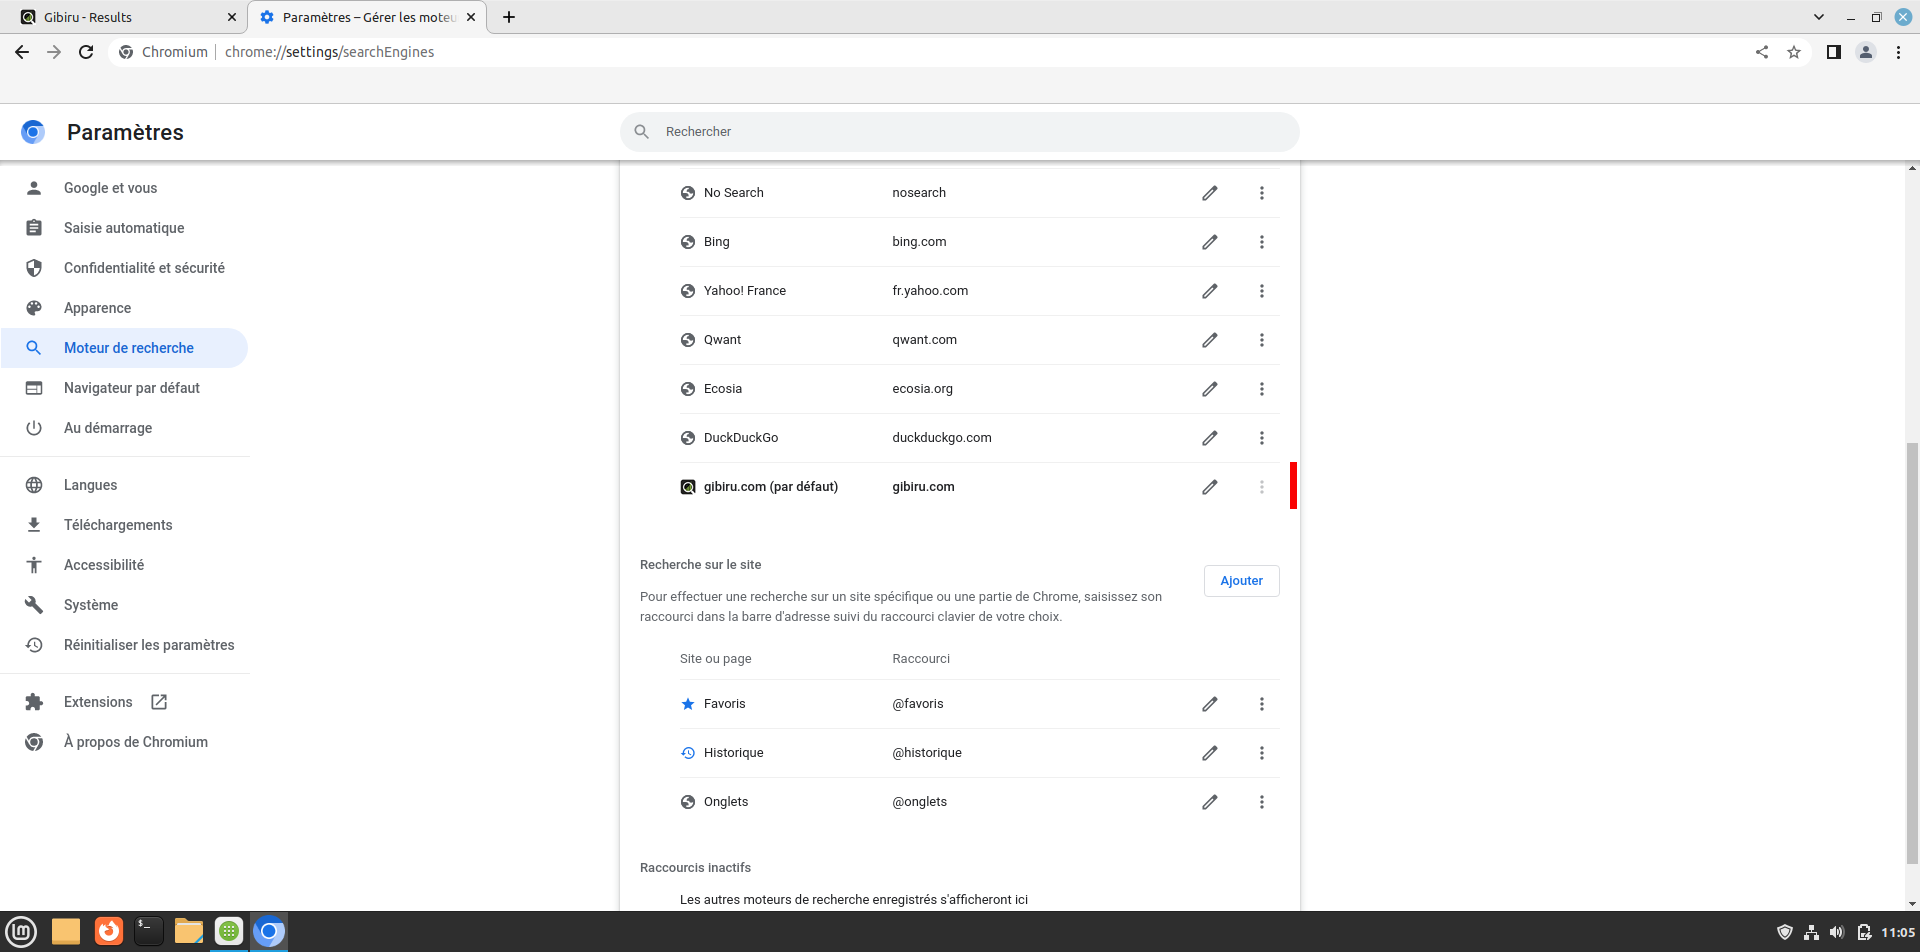 Gibiru - Results
Paramètres – Gérer les moteu
Chromium
chrome://settings/searchEngines
Paramètres
Rechercher
Google et vous
Saisie automatique
Confidentialité et sécurité
Apparence
Moteur de recherche
Navigateur par défaut
Au démarrage
Langues
Téléchargements
Accessibilité
Système
Réinitialiser les paramètres
Extensions
À propos de Chromium
No Search nosearch
Bing bing.com
Yahoo! France fr.yahoo.com
Qwant qwant.com
Ecosia ecosia.org
DuckDuckGo duckduckgo.com
gibiru.com (par défaut) gibiru.com
Recherche sur le site
Ajouter
Pour effectuer une recherche sur un site spécifique ou une partie de Chrome, saisissez son
raccourci dans la barre d'adresse suivi du raccourci clavier de votre choix.
Site ou page Raccourci
Favoris @favoris
Historique @historique
Onglets @onglets
Raccourcis inactifs
Les autres moteurs de recherche enregistrés s'afficheront ici
$_
11:05